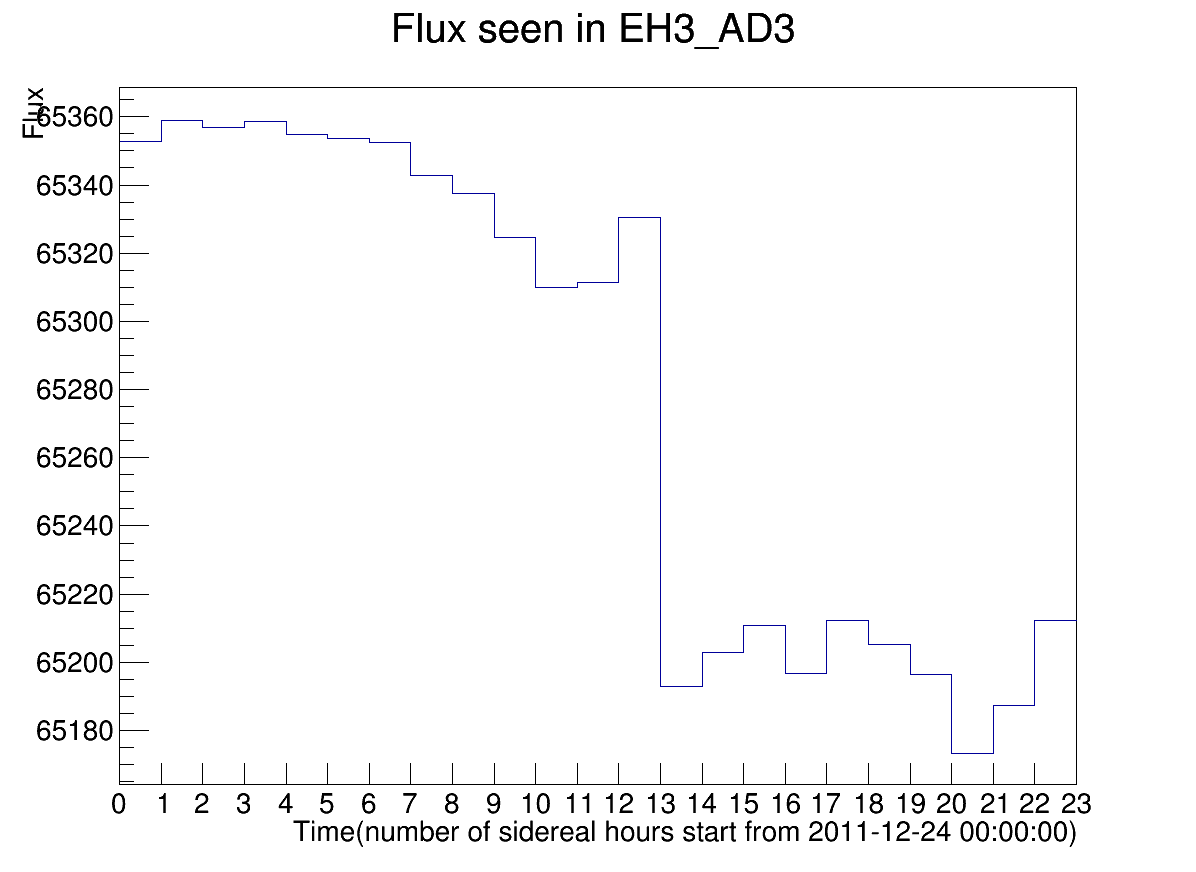 Flux seen in EH3_AD3
Flux
65360
65340
65320
65300
65280
65260
65240
65220
65200
65180
0 1 2 3 4 5 6 7 8 9 10 11 12 13 14 15 16 17 18 19 20 21 22 23
Time(number of sidereal hours start from 2011-12-24 00:00:00)